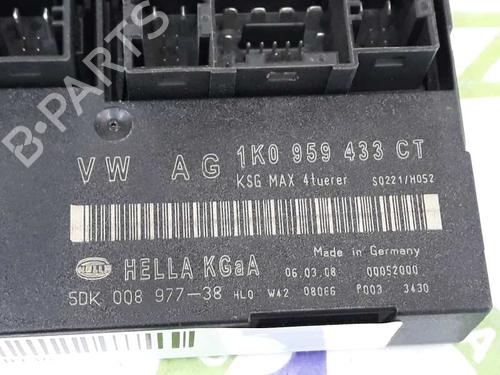 B-PARTS
VW AG 1K0 959 433 CT
KSG MAX 4tuerer SQ221/H052
Made in Germany
HELLA HELLA KGaA 06.03.08 00052000
5DK 008 977-38 HL0 W42 08066 P003 3430